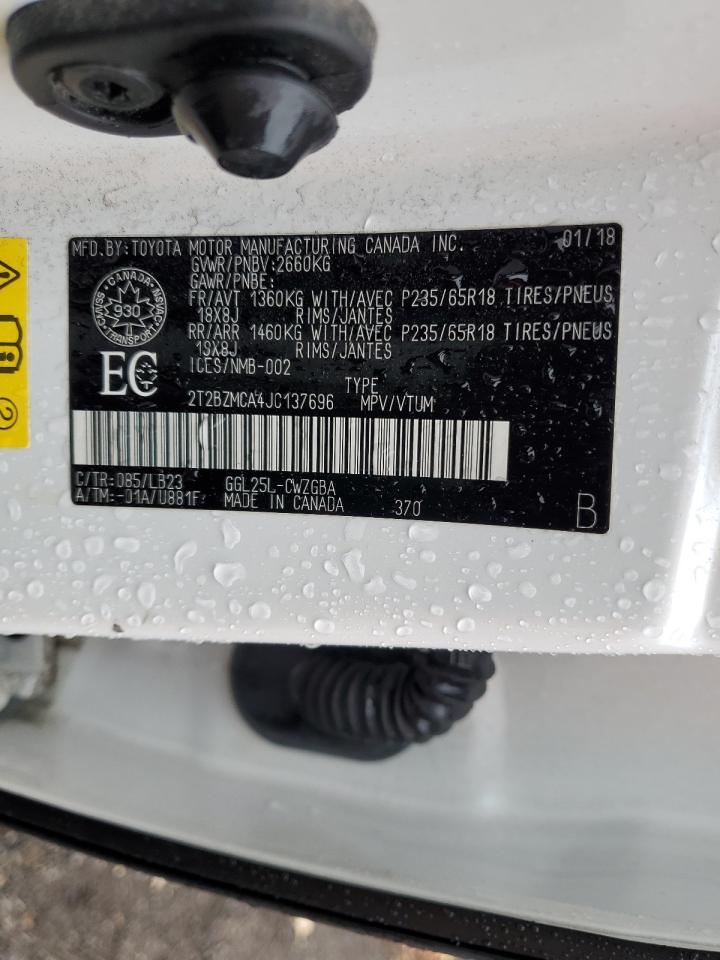 MFD.BY: TOYOTA MOTOR MANUFACTURING CANADA INC. 01/18
GVWR/PNBV:2660KG
GAWR/PNBE:
FR/AVT 1360KG WITH/AVEC P235/65R18 TIRES/PNEUS
18X8J RIMS/JANTES
RR/ARR 1460KG WITH/AVEC P235/65R18 TIRES/PNEUS
19X8J RIMS/JANTES
ICES/NMB-002
TYPE
2T2BZMCA4JC137696 MPV/VTUM
C/TR: 085/LB23 GGL25L-CWZGBA
A/TM:-01A/U881F MADE IN CANADA 370
B
CANADA
930
TRANSPORT
EC
2